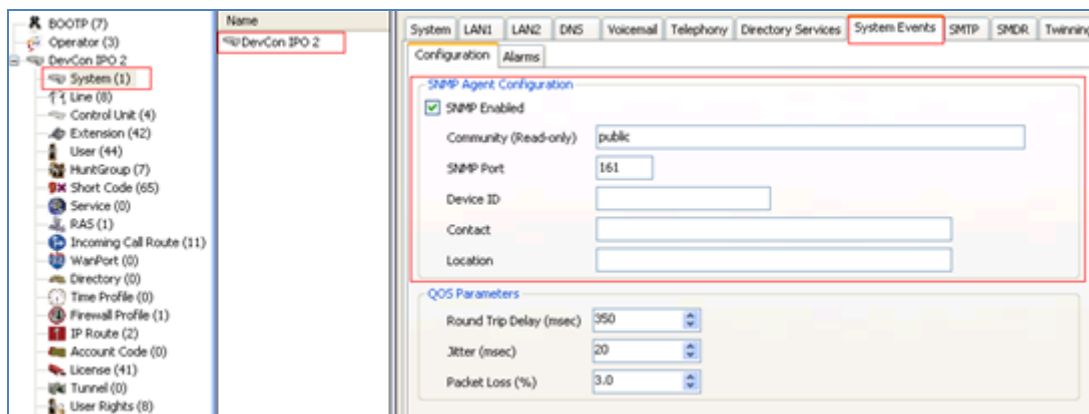 BOOTP (7)
Operator (3)
DevCon IPO 2
System (1)
Line (8)
Control Unit (4)
Extension (42)
User (44)
HuntGroup (7)
Short Code (65)
Service (0)
RAS (1)
Incoming Call Route (11)
WanPort (0)
Directory (0)
Time Profile (0)
Firewall Profile (1)
IP Route (2)
Account Code (0)
License (41)
Tunnel (0)
User Rights (8)
Name
DevCon IPO 2
System LAN1 LAN2 DNS Voicemail Telephony Directory Services System Events SMTP SMDR Twinning
Configuration Alarms
SNMP Agent Configuration
SNMP Enabled
Community (Read-only) public
SNMP Port 161
Device ID
Contact
Location
QOS Parameters
Round Trip Delay (msec) 350
Jitter (msec) 20
Packet Loss (%) 3.0